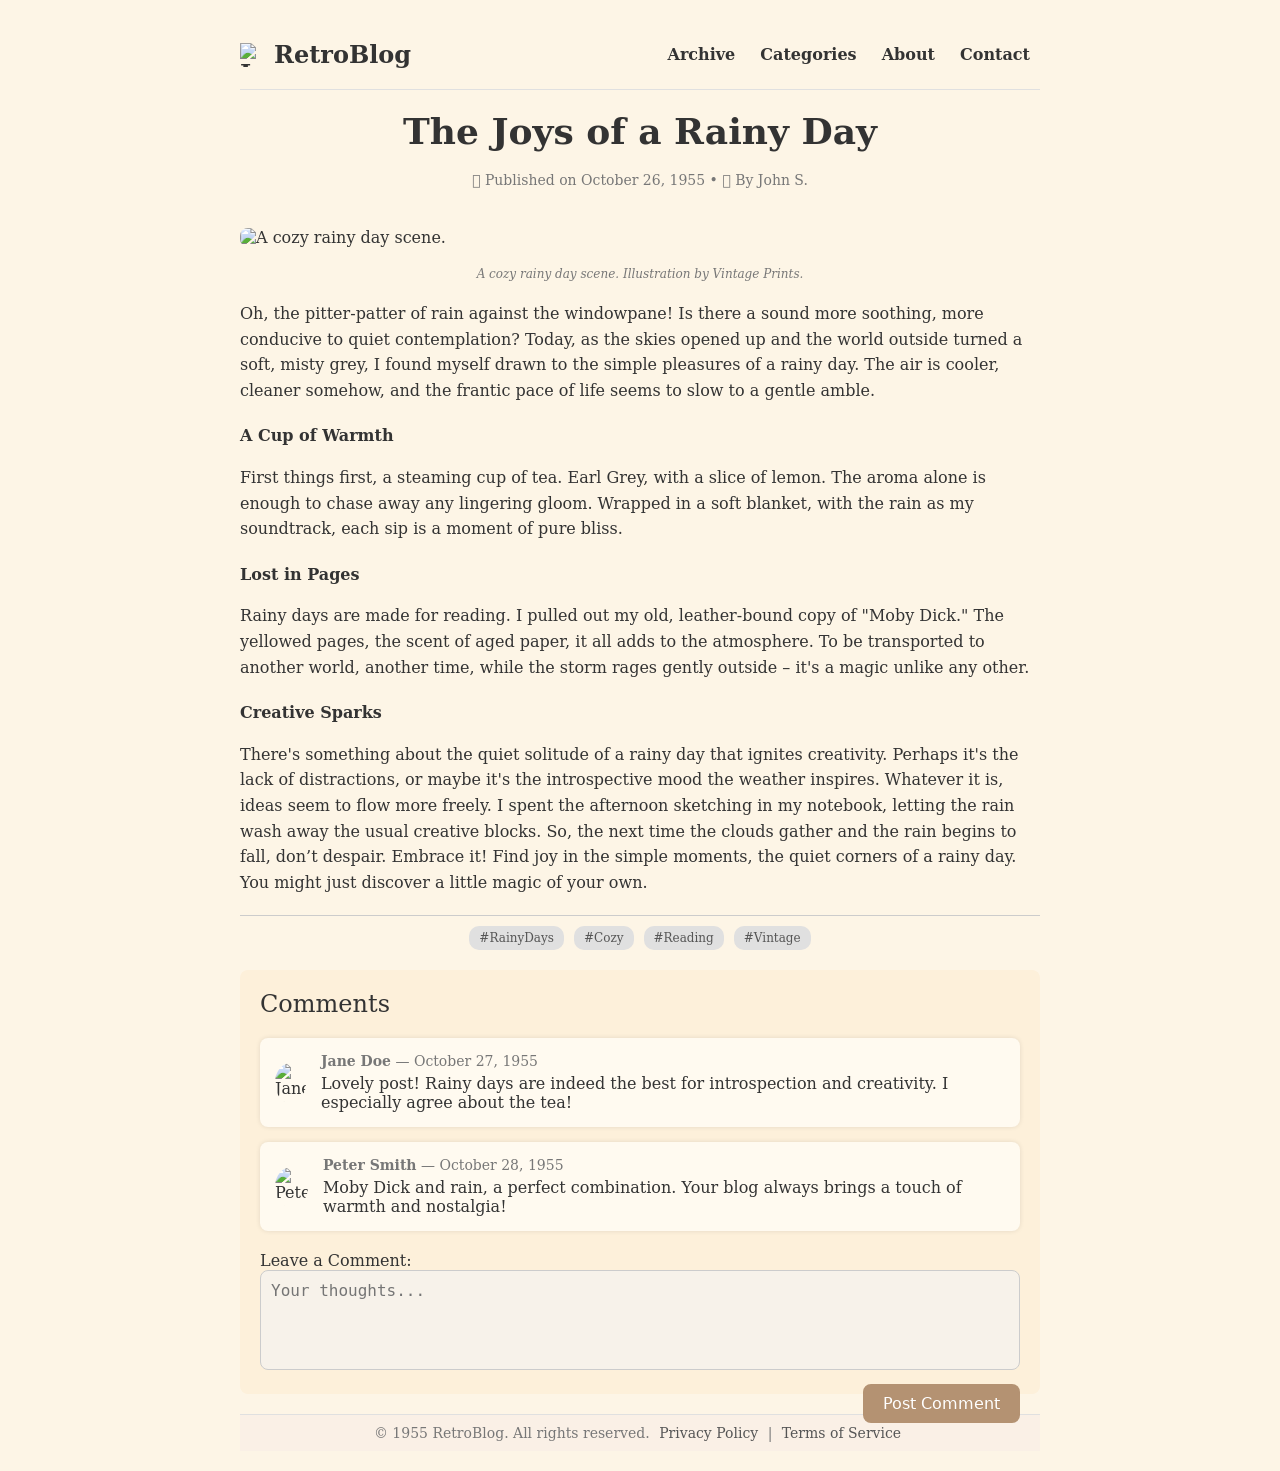 RetroBlog
Archive Categories About Contact
The Joys of a Rainy Day
Published on October 26, 1955 • By John S.
A cozy rainy day scene.
A cozy rainy day scene. Illustration by Vintage Prints.
Oh, the pitter-patter of rain against the windowpane! Is there a sound more soothing, more
conducive to quiet contemplation? Today, as the skies opened up and the world outside turned a
soft, misty grey, I found myself drawn to the simple pleasures of a rainy day. The air is cooler,
cleaner somehow, and the frantic pace of life seems to slow to a gentle amble.
A Cup of Warmth
First things first, a steaming cup of tea. Earl Grey, with a slice of lemon. The aroma alone is
enough to chase away any lingering gloom. Wrapped in a soft blanket, with the rain as my
soundtrack, each sip is a moment of pure bliss.
Lost in Pages
Rainy days are made for reading. I pulled out my old, leather-bound copy of "Moby Dick." The
yellowed pages, the scent of aged paper, it all adds to the atmosphere. To be transported to
another world, another time, while the storm rages gently outside – it's a magic unlike any other.
Creative Sparks
There's something about the quiet solitude of a rainy day that ignites creativity. Perhaps it's the
lack of distractions, or maybe it's the introspective mood the weather inspires. Whatever it is,
ideas seem to flow more freely. I spent the afternoon sketching in my notebook, letting the rain
wash away the usual creative blocks. So, the next time the clouds gather and the rain begins to
fall, don’t despair. Embrace it! Find joy in the simple moments, the quiet corners of a rainy day.
You might just discover a little magic of your own.
#RainyDays #Cozy #Reading #Vintage
Comments
Jane Doe — October 27, 1955
Jane
Lovely post! Rainy days are indeed the best for introspection and creativity. I
especially agree about the tea!
Peter Smith — October 28, 1955
Pete
Moby Dick and rain, a perfect combination. Your blog always brings a touch of
warmth and nostalgia!
Leave a Comment:
Your thoughts...
Post Comment
© 1955 RetroBlog. All rights reserved. Privacy Policy | Terms of Service